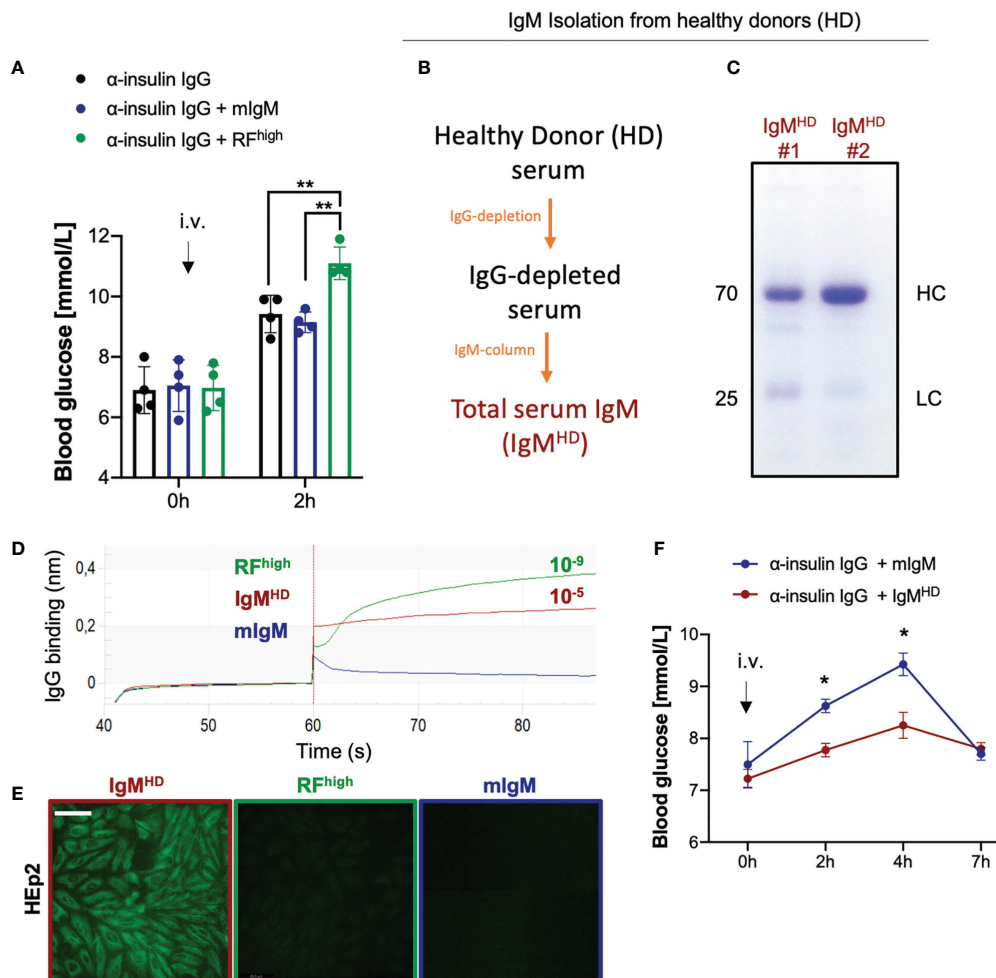 IgM Isolation from healthy donors (HD)
A
α-insulin IgG
α-insulin IgG + mIgM
α-insulin IgG + RF^high
**
**
i.v.
Blood glucose [mmol/L]
12
10
8
6
4
0h
2h
B
Healthy Donor (HD)
serum
IgG-depletion
IgG-depleted
serum
IgM-column
Total serum IgM
(IgM^HD)
C
IgM^HD
#1
IgM^HD
#2
70
HC
25
LC
D
IgG binding (nm)
0,4
0,2
0
RF^high
IgM^HD
mIgM
10^-9
10^-5
40
50
60
70
80
Time (s)
E
IgM^HD
RF^high
mIgM
HEp2
F
α-insulin IgG + mIgM
α-insulin IgG + IgM^HD
Blood glucose [mmol/L]
10
9
8
7
6
i.v.
*
*
0h
2h
4h
7h